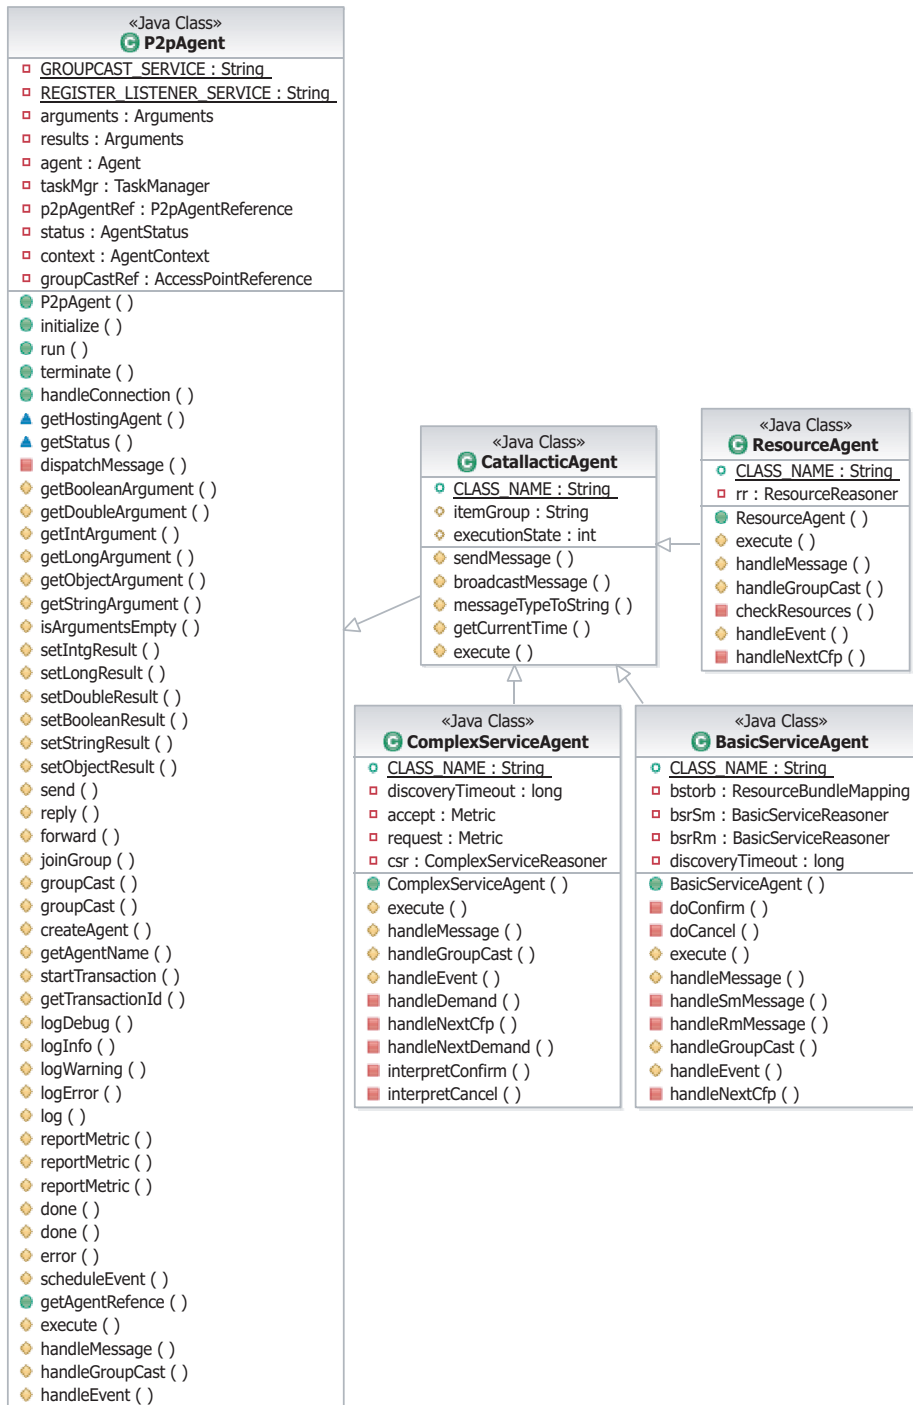 «Java Class»
P2pAgent
GROUPCAST_SERVICE : String
REGISTER_LISTENER_SERVICE : String
arguments : Arguments
results : Arguments
agent : Agent
taskMgr : TaskManager
p2pAgentRef : P2pAgentReference
status : AgentStatus
context : AgentContext
groupCastRef : AccessPointReference
P2pAgent ( )
initialize ( )
run ( )
terminate ( )
handleConnection ( )
getHostingAgent ( )
getStatus ( )
dispatchMessage ( )
getBooleanArgument ( )
getDoubleArgument ( )
getIntArgument ( )
getLongArgument ( )
getObjectArgument ( )
getStringArgument ( )
isArgumentsEmpty ( )
setIntgResult ( )
setLongResult ( )
setDoubleResult ( )
setBooleanResult ( )
setStringResult ( )
setObjectResult ( )
send ( )
reply ( )
forward ( )
joinGroup ( )
groupCast ( )
groupCast ( )
createAgent ( )
getAgentName ( )
startTransaction ( )
getTransactionId ( )
logDebug ( )
logInfo ( )
logWarning ( )
logError ( )
log ( )
reportMetric ( )
reportMetric ( )
reportMetric ( )
done ( )
done ( )
error ( )
scheduleEvent ( )
getAgentRefence ( )
execute ( )
handleMessage ( )
handleGroupCast ( )
handleEvent ( )
«Java Class»
CatallacticAgent
CLASS_NAME : String
itemGroup : String
executionState : int
sendMessage ( )
broadcastMessage ( )
messageTypeToString ( )
getCurrentTime ( )
execute ( )
«Java Class»
ResourceAgent
CLASS_NAME : String
rr : ResourceReasoner
ResourceAgent ( )
execute ( )
handleMessage ( )
handleGroupCast ( )
checkResources ( )
handleEvent ( )
handleNextCfp ( )
«Java Class»
ComplexServiceAgent
CLASS_NAME : String
discoveryTimeout : long
accept : Metric
request : Metric
csr : ComplexServiceReasoner
ComplexServiceAgent ( )
execute ( )
handleMessage ( )
handleGroupCast ( )
handleEvent ( )
handleDemand ( )
handleNextCfp ( )
handleNextDemand ( )
interpretConfirm ( )
interpretCancel ( )
«Java Class»
BasicServiceAgent
CLASS_NAME : String
bstorb : ResourceBundleMapping
bsrSm : BasicServiceReasoner
bsrRm : BasicServiceReasoner
discoveryTimeout : long
BasicServiceAgent ( )
doConfirm ( )
doCancel ( )
execute ( )
handleMessage ( )
handleSmMessage ( )
handleRmMessage ( )
handleGroupCast ( )
handleEvent ( )
handleNextCfp ( )